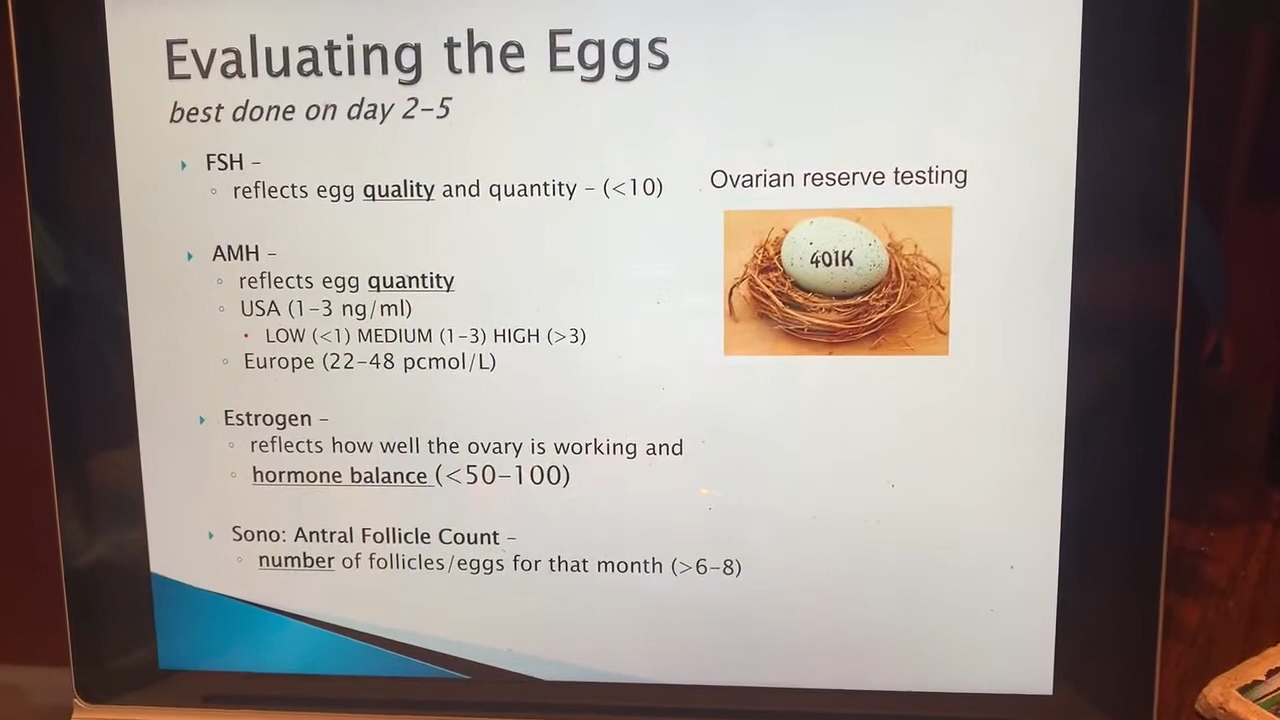 Evaluating the Eggs
best done on day 2-5
FSH –
reflects egg quality and quantity – (<10)
AMH –
reflects egg quantity
USA (1-3 ng/ml)
LOW (<1) MEDIUM (1-3) HIGH (>3)
Europe (22-48 pcmol/L)
Estrogen –
reflects how well the ovary is working and
hormone balance (<50-100)
Sono: Antral Follicle Count –
number of follicles/eggs for that month (>6-8)
Ovarian reserve testing
401K